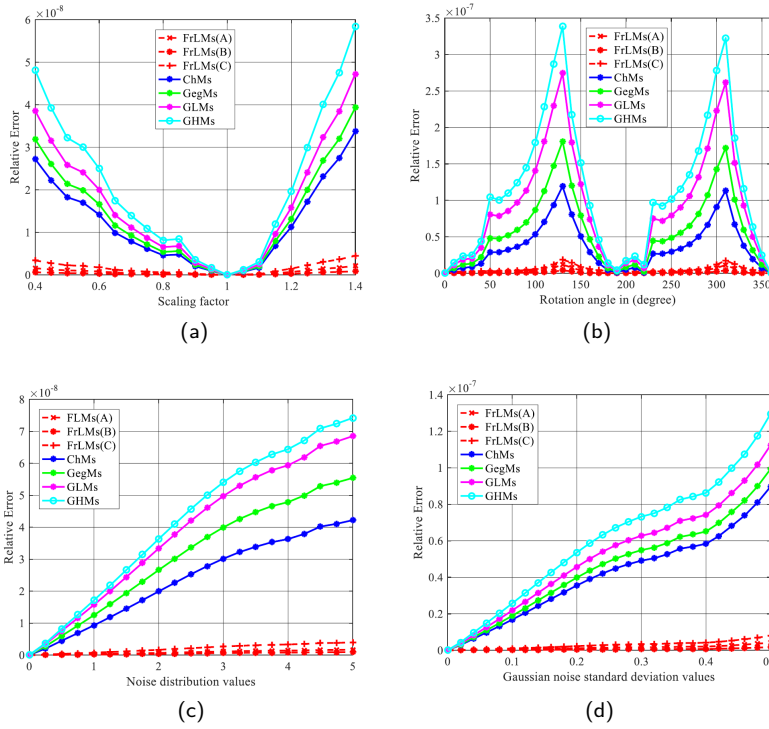 ×10⁻⁸
6
5
4
3
2
1
0
Relative Error
FrLMs(A)
FrLMs(B)
FrLMs(C)
ChMs
GegMs
GLMs
GHMs
0.4 0.6 0.8 1 1.2 1.4
Scaling factor
(a)
×10⁻⁷
3.5
3
2.5
2
1.5
1
0.5
0
Relative Error
FrLMs(A)
FrLMs(B)
FrLMs(C)
ChMs
GegMs
GLMs
GHMs
0 50 100 150 200 250 300 350
Rotation angle in (degree)
(b)
×10⁻⁸
8
7
6
5
4
3
2
1
0
Relative Error
FLMs(A)
FrLMs(B)
FrLMs(C)
ChMs
GegMs
GLMs
GHMs
0 1 2 3 4 5
Noise distribution values
(c)
×10⁻⁷
1.4
1.2
1
0.8
0.6
0.4
0.2
0
Relative Error
FrLMs(A)
FrLMs(B)
FrLMs(C)
ChMs
GegMs
GLMs
GHMs
0 0.1 0.2 0.3 0.4
Gaussian noise standard deviation values
(d)